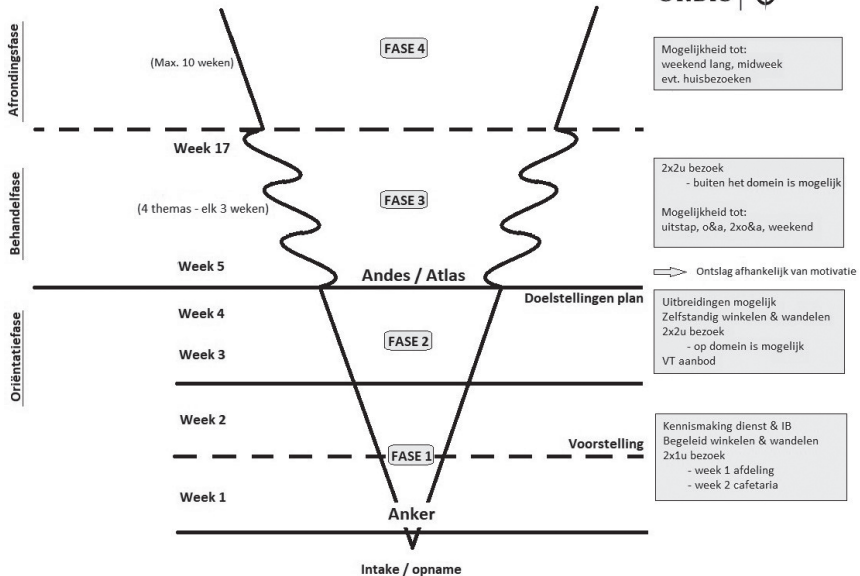 Afrondingsfase
(Max. 10 weken)
FASE 4
Mogelijkheid tot:
weekend lang, midweek
evt. huisbezoeken
Behandelfase
Week 17
(4 themas - elk 3 weken)
FASE 3
2x2u bezoek
- buiten het domein is mogelijk
Mogelijkheid tot:
uitstap, o&a, 2xo&a, weekend
Week 5
Andes / Atlas
Ontslag afhankelijk van motivatie
Doelstellingen plan
Oriëntatiefase
Week 4
Week 3
FASE 2
Uitbreidingen mogelijk
Zelfstandig winkelen & wandelen
2x2u bezoek
- op domein is mogelijk
VT aanbod
Week 2
Voorstelling
FASE 1
Week 1
Kennismaking dienst & IB
Begeleid winkelen & wandelen
2x1u bezoek
- week 1 afdeling
- week 2 cafetaria
Anker
Intake / opname